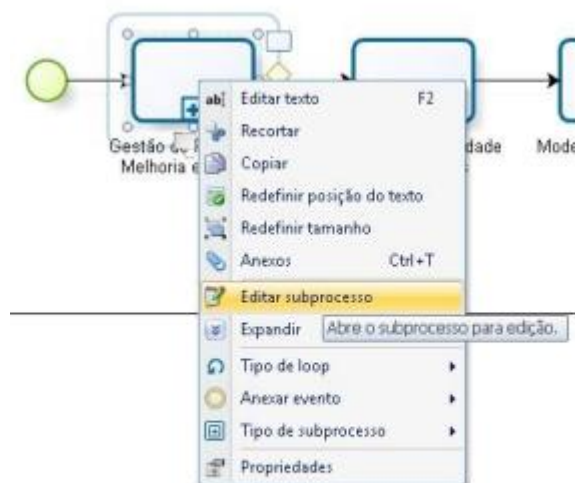 Editar texto F2
Recortar
Copiar
Redefinir posição do texto
Redefinir tamanho
Anexos Ctrl+T
Editar subprocesso
Expandir
Abre o subprocesso para edição.
Tipo de loop
Anexar evento
Tipo de subprocesso
Propriedades
Gestão de
Melhoria e
dade
Mode